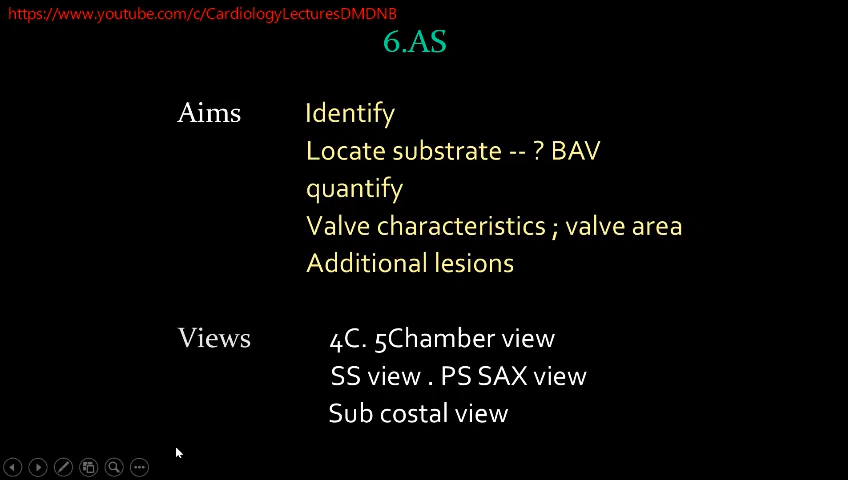 https://www.youtube.com/c/CardiologyLecturesDMDNB
6.AS
Aims Identify
Locate substrate -- ? BAV
quantify
Valve characteristics ; valve area
Additional lesions
Views 4C. 5Chamber view
SS view . PS SAX view
Sub costal view